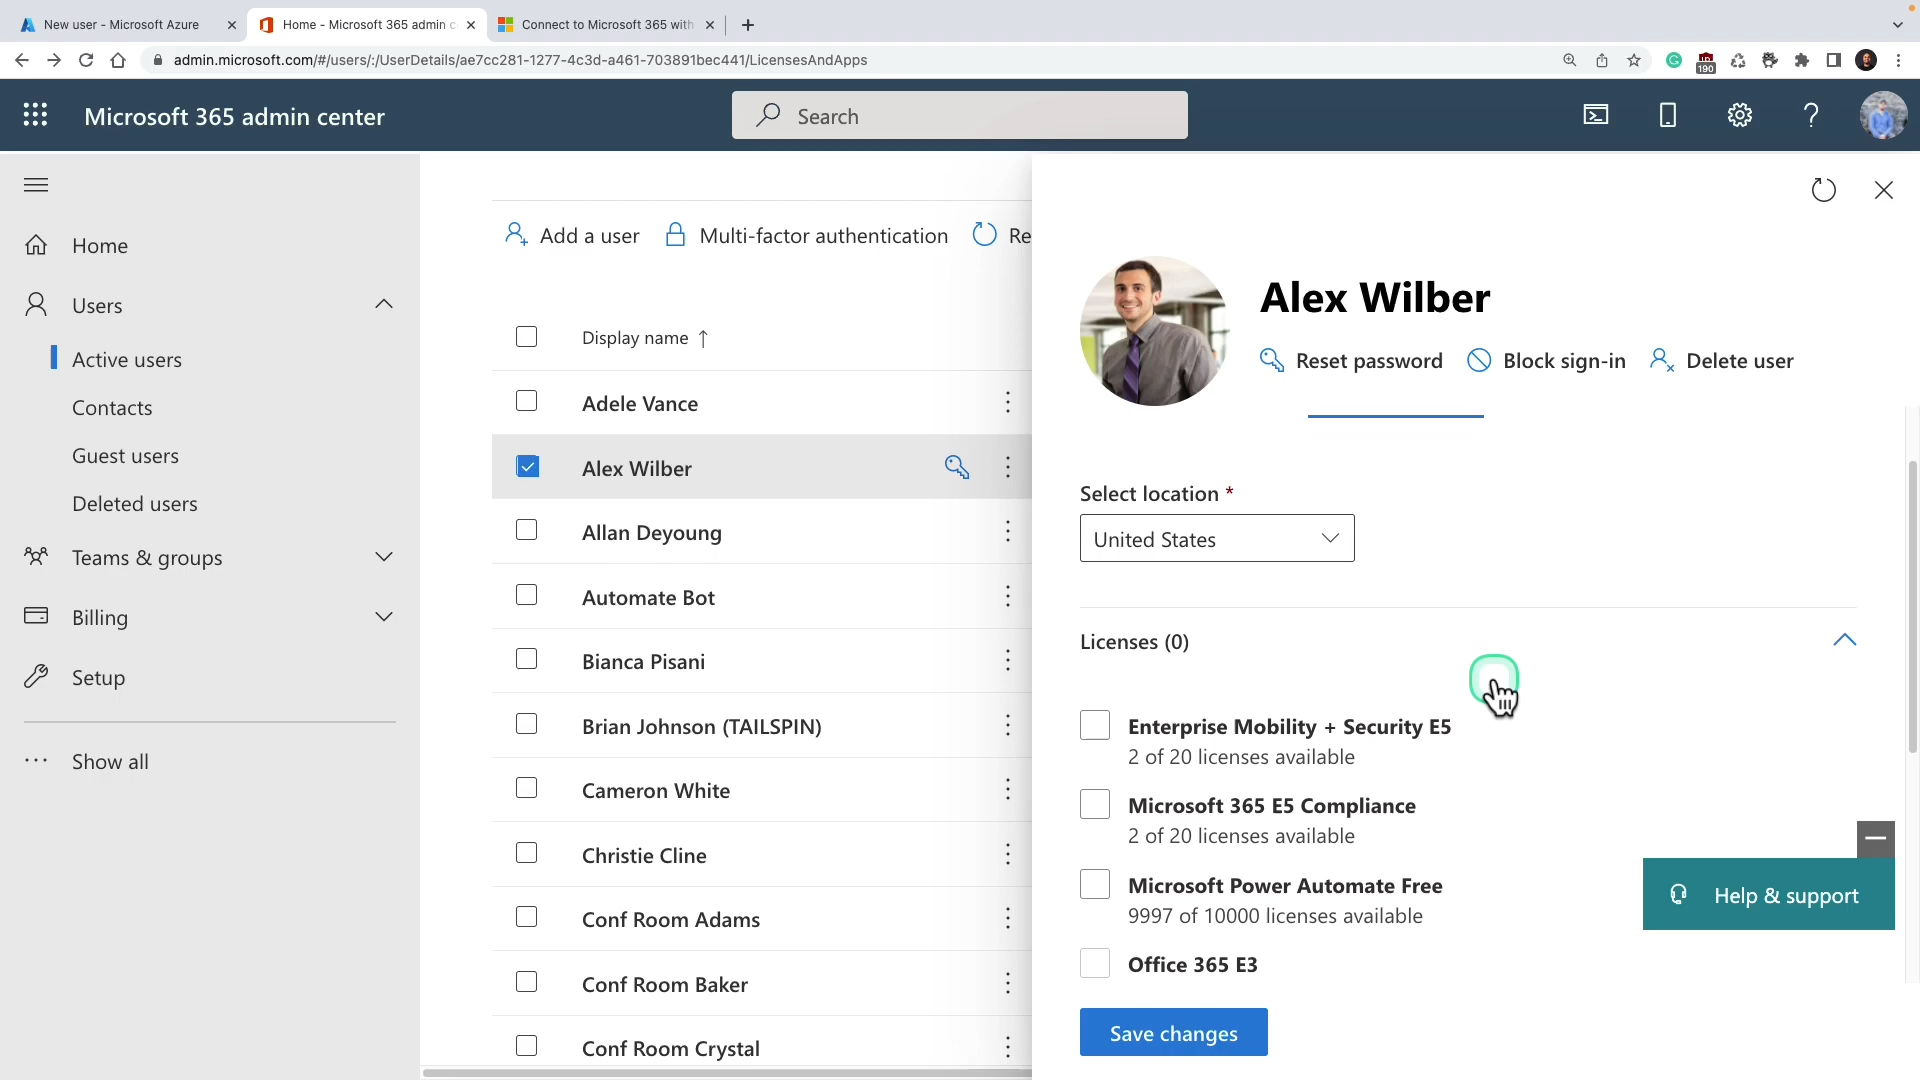 New user - Microsoft Azure
Home - Microsoft 365 admin c
Connect to Microsoft 365 with
admin.microsoft.com/#/users/:/UserDetails/ae7cc281-1277-4c3d-a461-703891bec441/LicensesAndApps
190
Microsoft 365 admin center
Search
Home
Users
Active users
Contacts
Guest users
Deleted users
Teams & groups
Billing
Setup
Show all
Add a user
Multi-factor authentication
Re
Display name ↑
Adele Vance
Alex Wilber
Allan Deyoung
Automate Bot
Bianca Pisani
Brian Johnson (TAILSPIN)
Cameron White
Christie Cline
Conf Room Adams
Conf Room Baker
Conf Room Crystal
Alex Wilber
Reset password
Block sign-in
Delete user
Select location *
United States
Licenses (0)
Enterprise Mobility + Security E5
2 of 20 licenses available
Microsoft 365 E5 Compliance
2 of 20 licenses available
Microsoft Power Automate Free
9997 of 10000 licenses available
Office 365 E3
Help & support
Save changes